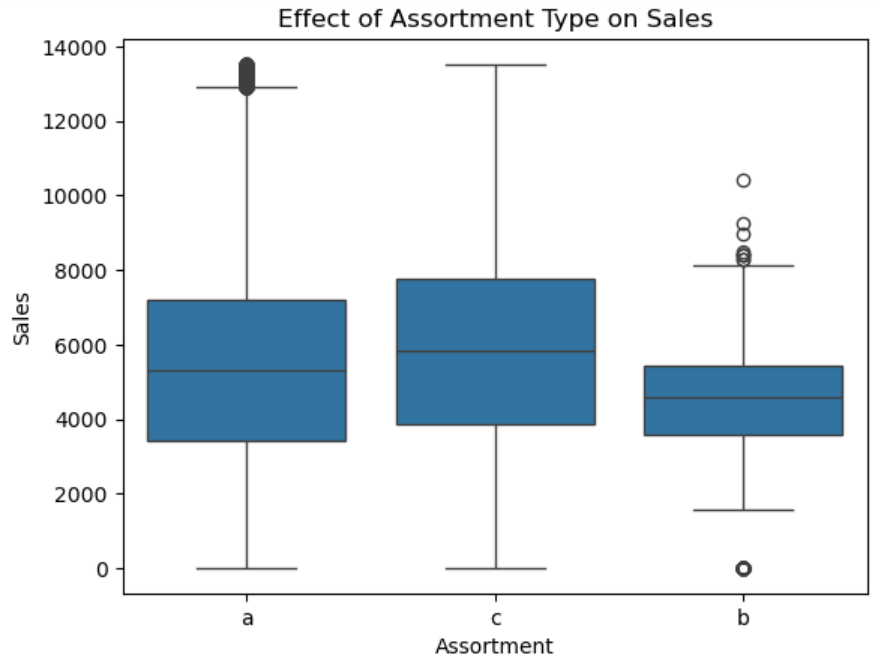 Effect of Assortment Type on Sales
14000
12000
10000
8000
6000
4000
2000
0
Sales
a
c
b
Assortment